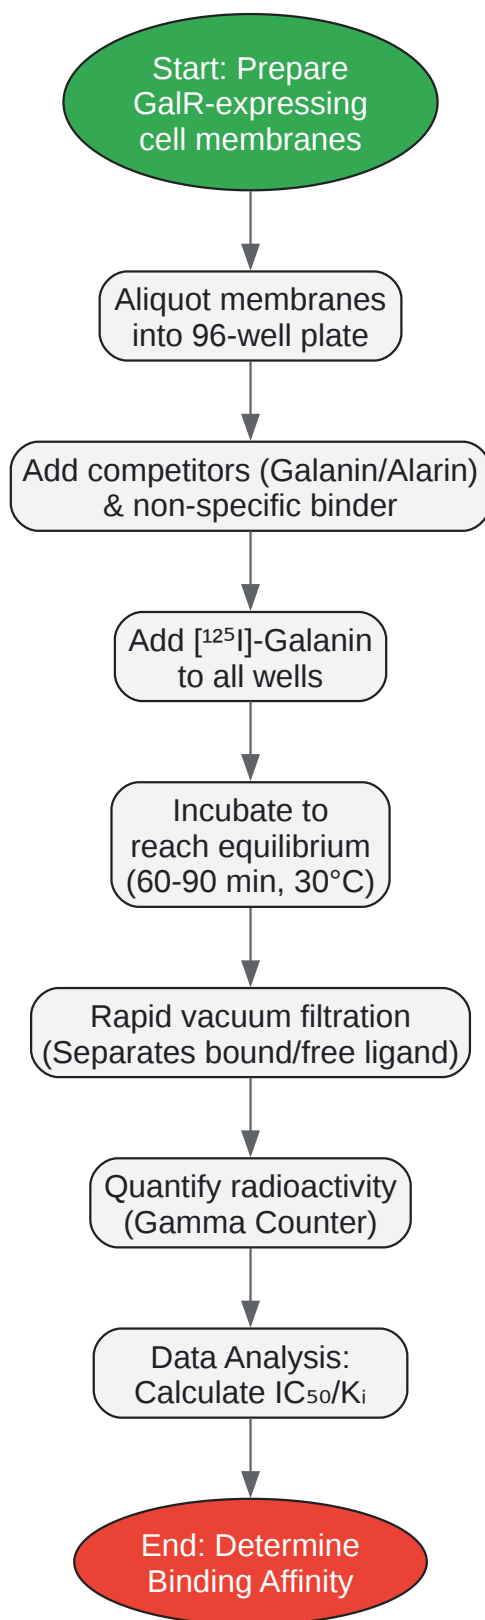 Start: Prepare
GalR-expressing
cell membranes
Aliquot membranes
into 96-well plate
Add competitors (Galanin/Alarin)
& non-specific binder
Add [¹²⁵I]-Galanin
to all wells
Incubate to
reach equilibrium
(60-90 min, 30°C)
Rapid vacuum filtration
(Separates bound/free ligand)
Quantify radioactivity
(Gamma Counter)
Data Analysis:
Calculate IC₅₀/Kᵢ
End: Determine
Binding Affinity